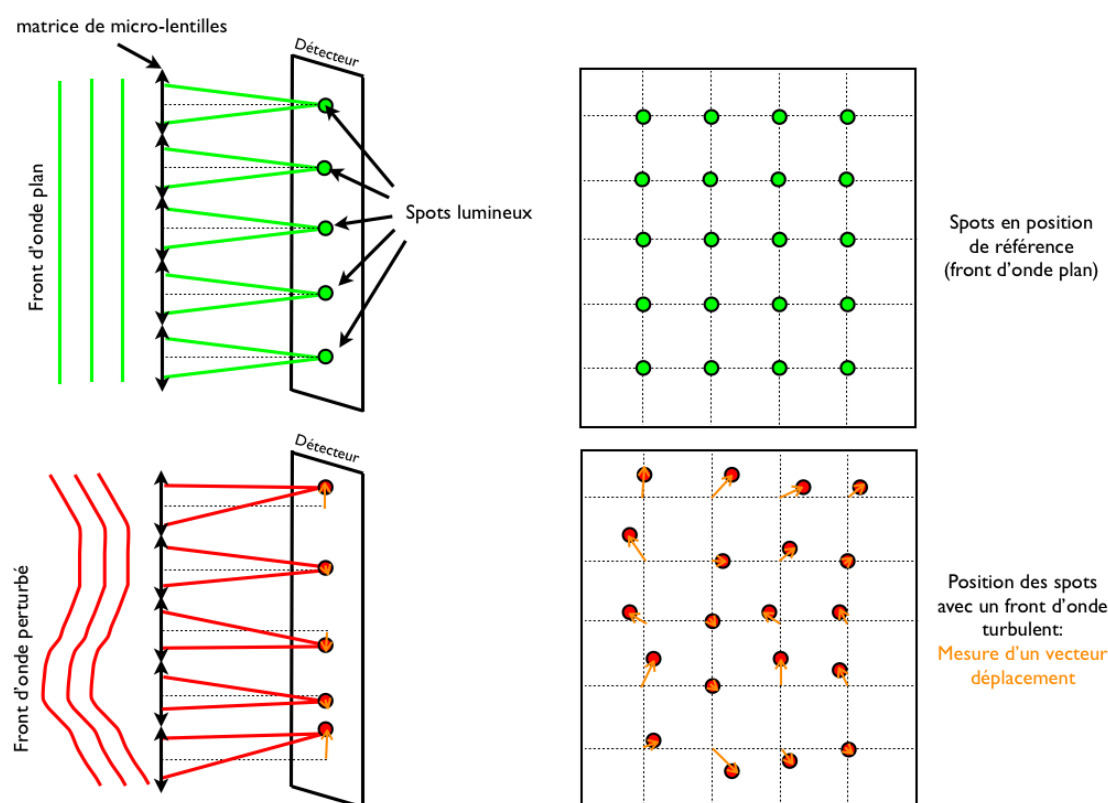 matrice de micro-lentilles
Détecteur
Front d'onde plan
Spots lumineux
Spots en position
de référence
(front d'onde plan)
Détecteur
Front d'onde perturbé
Position des spots
avec un front d'onde
turbulent:
Mesure d'un vecteur
déplacement